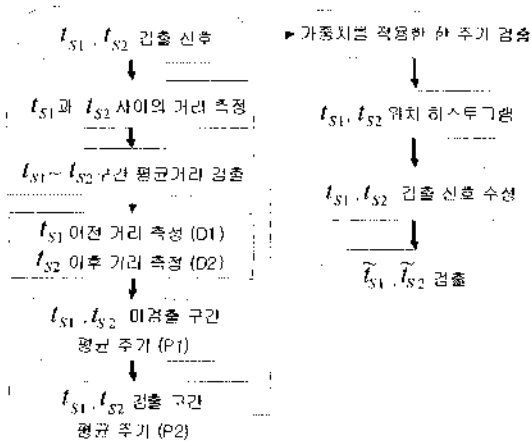 t_S1 , t_S2 검출 신호
t_S1과 t_S2 사이의 거리 측정
t_S1 ~ t_S2 구간 평균거리 검출
t_S1 이전 거리 측정 (D1)
t_S2 이후 거리 측정 (D2)
t_S1 , t_S2 미검출 구간
평균 주기 (P1)
t_S1 , t_S2 검출 구간
평균 주기 (P2)
가중치를 적용한 한 주기 검출
t_S1, t_S2 위치 히스토그램
t_S1 , t_S2 검출 신호 수정
t̃_S1 , t̃_S2 검출